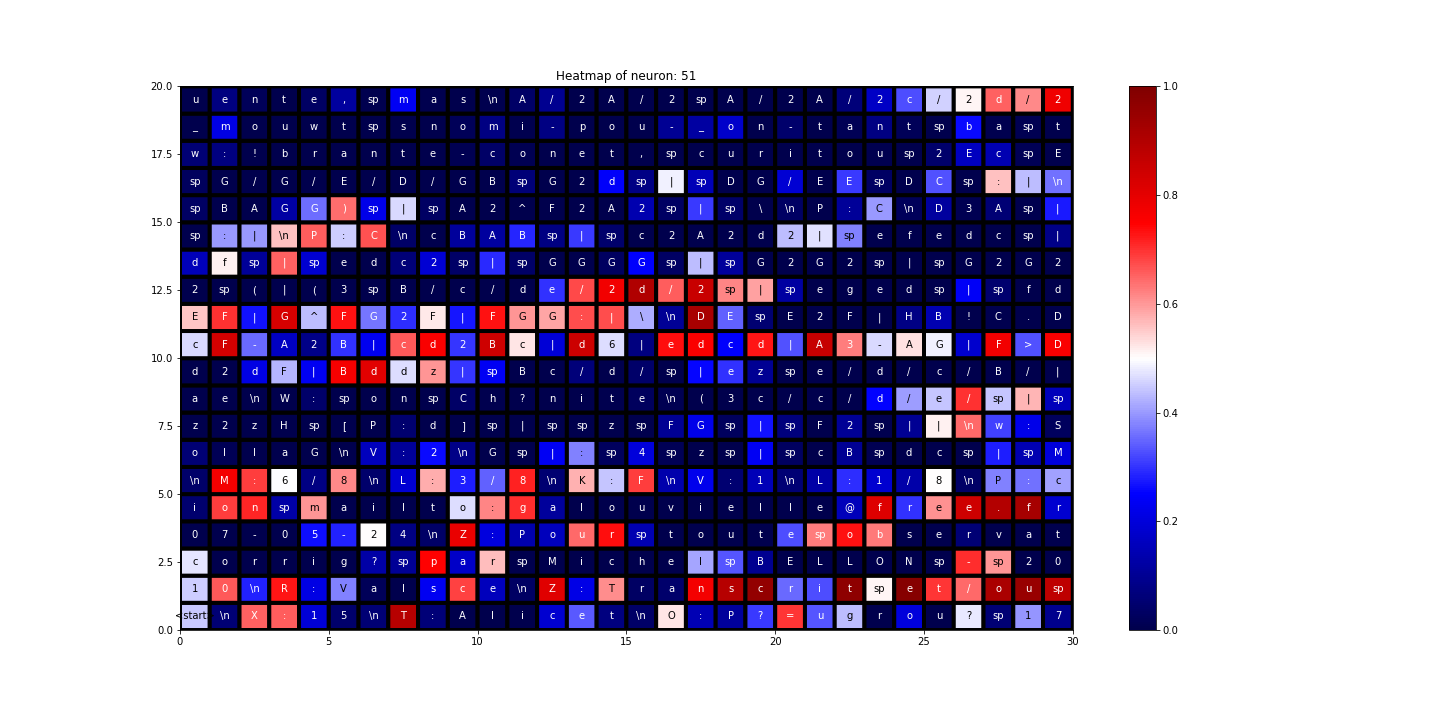 Heatmap of neuron: 51
20.0
u e n t e , sp m a s \n A / 2 A / 2 sp A / 2 A / 2 c / 2 d / 2
_ m o u w t sp s n o m i - p o u - _ o n - t a n t sp b a sp t
17.5
w : ! b r a n t e - c o n e t , sp c u r i t o u sp 2 E c sp E
sp G / G / E / D / G B sp G 2 d sp | sp D G / E E sp D C sp : | \n
15.0
sp B A G G ) sp | sp A 2 ^ F 2 A 2 sp | sp \ \n P : C \n D 3 A sp |
sp : | \n P : C \n c B A B sp | sp c 2 A 2 d 2 | sp e f e d c sp |
d f sp | sp e d c 2 sp | sp G G G G sp | sp G 2 G 2 sp | sp G 2 G 2
12.5
2 sp ( | ( 3 sp B / c / d e / 2 d / 2 sp | sp e g e d sp | sp f d
E F | G ^ F G 2 F | F G G : | \ \n D E sp E 2 F | H B ! C . D
10.0
c F - A 2 B | c d 2 B c | d 6 | e d c d | A 3 - A G | F > D
d 2 d F | B d d z | sp B c / d / sp | e z sp e / d / c / B / |
a e \n W : sp o n sp C h ? n i t e \n ( 3 c / c / d / e / sp | sp
7.5
z 2 z H sp [ P : d ] sp | sp sp z sp F G sp | sp F 2 sp | | \n w : S
o l l a G \n V : 2 \n G sp | : sp 4 sp z sp | sp c B sp d c sp | sp M
5.0
\n M : 6 / 8 \n L : 3 / 8 \n K : F \n V : 1 \n L : 1 / 8 \n P : c
i o n sp m a i l t o : g a l o u v i e l l e @ f r e e . f r
0 7 - 0 5 - 2 4 \n Z : P o u r sp t o u t e sp o b s e r v a t
2.5
c o r r i g ? sp p a r sp M i c h e l sp B E L L O N sp - sp 2 0
1 0 \n R : V a l s c e \n Z : T r a n s c r i t sp e t / o u sp
<start \n X : 1 5 \n T : A l i c e t \n O : P ? = u g r o u ? sp 1 7
0.0
0 5 10 15 20 25 30
1.0
0.8
0.6
0.4
0.2
0.0